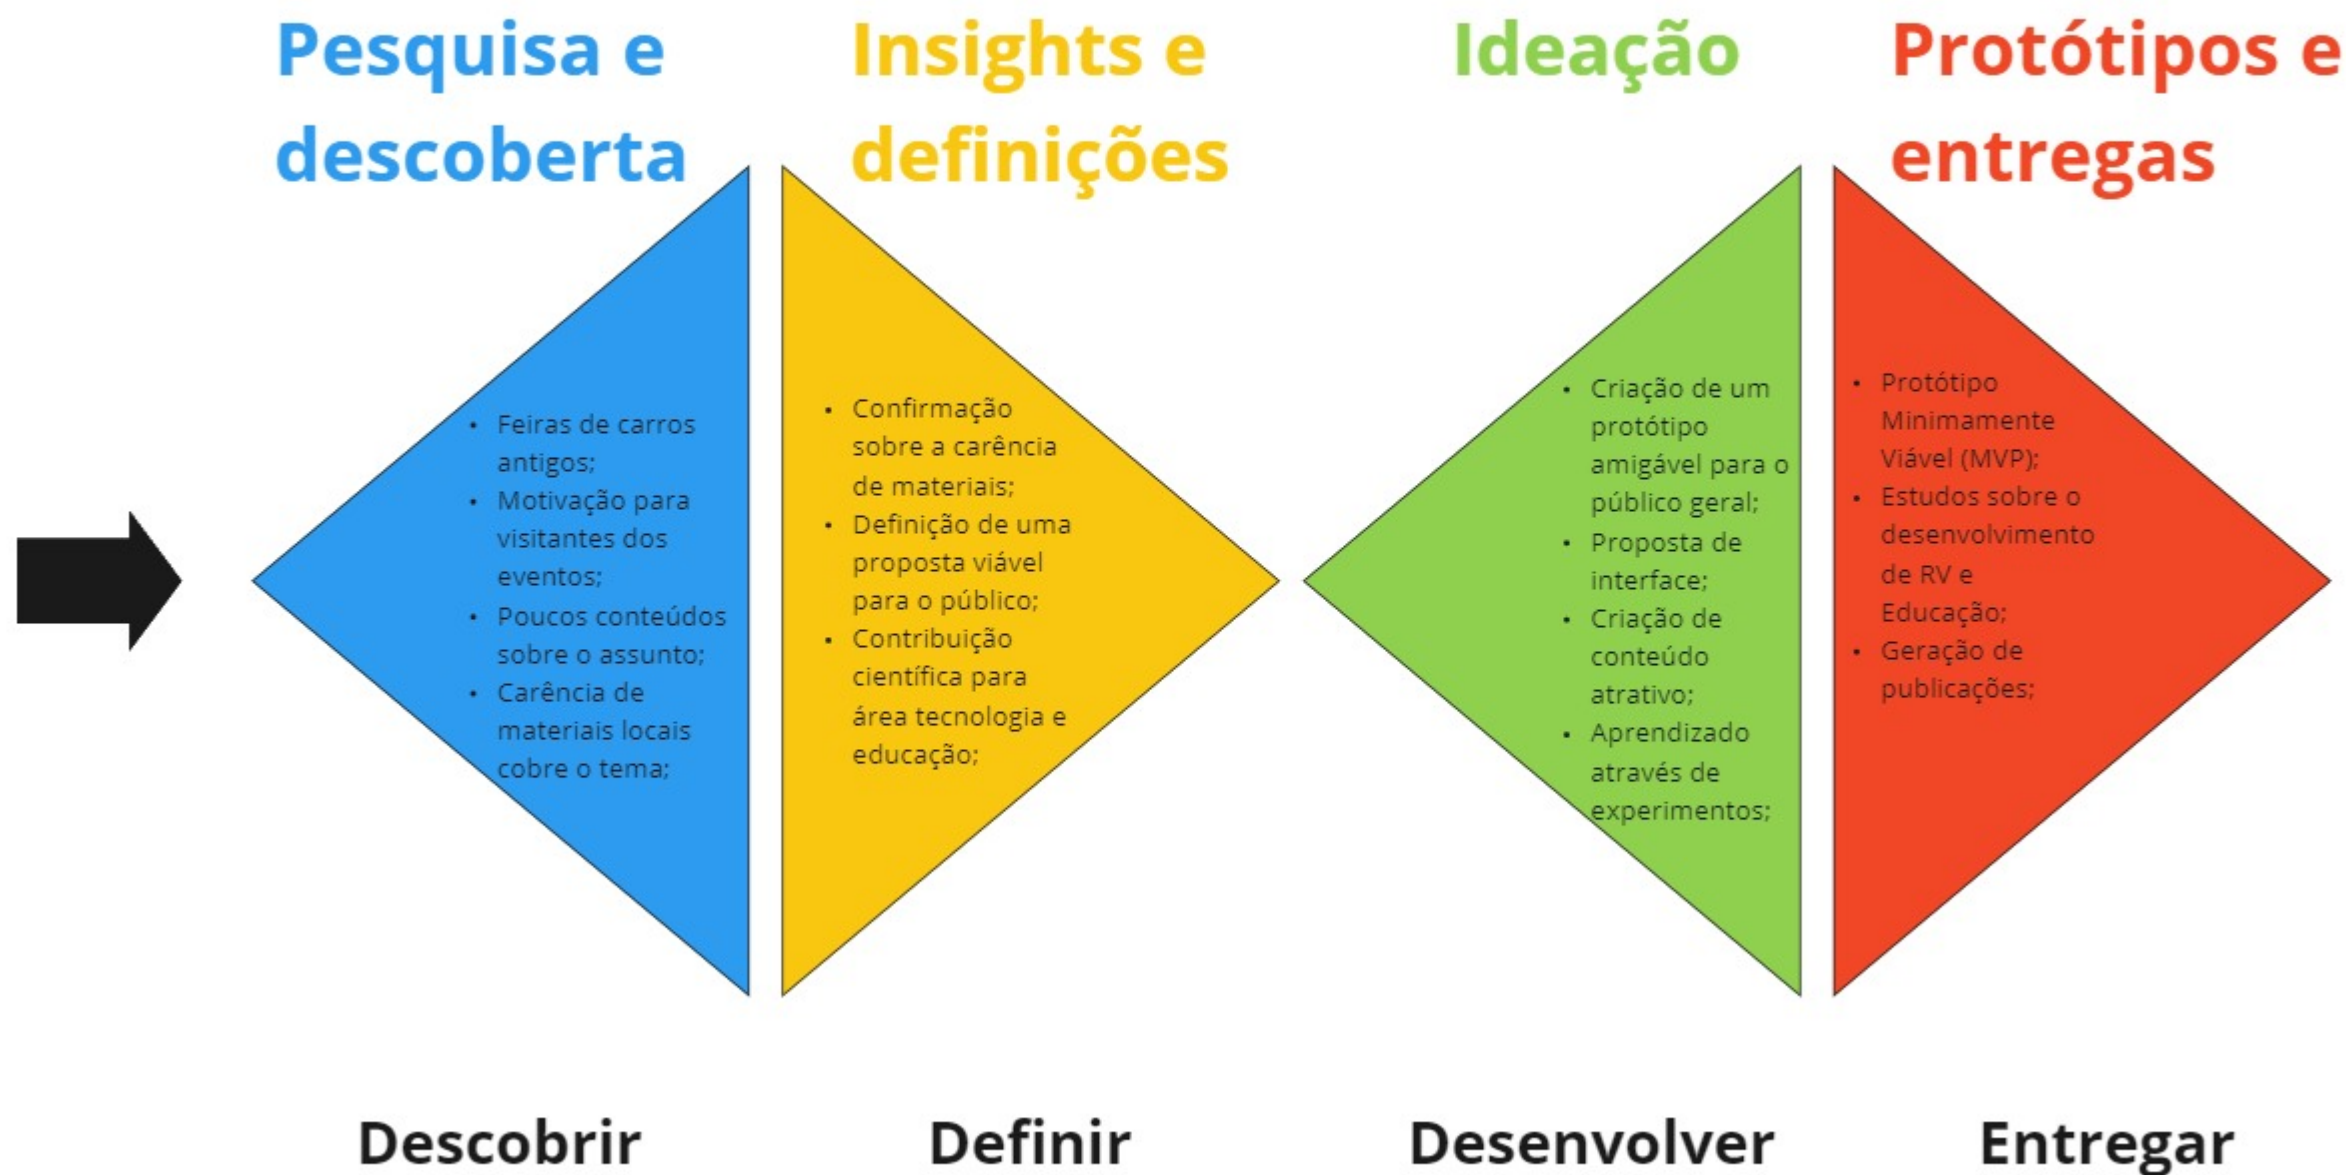 Pesquisa e
descoberta
Insights e
definições
Ideação
Protótipos e
entregas
• Feiras de carros
antigos;
• Motivação para
visitantes dos
eventos;
• Poucos conteúdos
sobre o assunto;
• Carência de
materiais locais
cobre o tema;
• Confirmação
sobre a carência
de materiais;
• Definição de uma
proposta viável
para o público;
• Contribuição
científica para
área tecnologia e
educação;
• Criação de um
protótipo
amigável para o
público geral;
• Proposta de
interface;
• Criação de
conteúdo
atrativo;
• Aprendizado
através de
experimentos;
• Protótipo
Minimamente
Viável (MVP);
• Estudos sobre o
desenvolvimento
de RV e
Educação;
• Geração de
publicações;
Descobrir
Definir
Desenvolver
Entregar